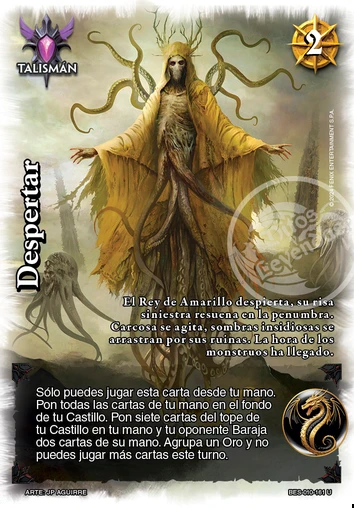 TALISMÁN
2
Despertar
El Rey de Amarillo despierta, su risa
siniestra resuena en la penumbra.
Carcosa se agita, sombras insidiosas se
arrastran por sus ruinas. La hora de los
monstruos ha llegado.
Sólo puedes jugar esta carta desde tu mano.
Pon todas las cartas de tu mano en el fondo
de tu Castillo. Pon siete cartas del tope de
tu Castillo en tu mano y tu oponente Baraja
dos cartas de su mano. Agrupa un Oro y no
puedes jugar más cartas este turno.
ARTE: JP AGUIRRE